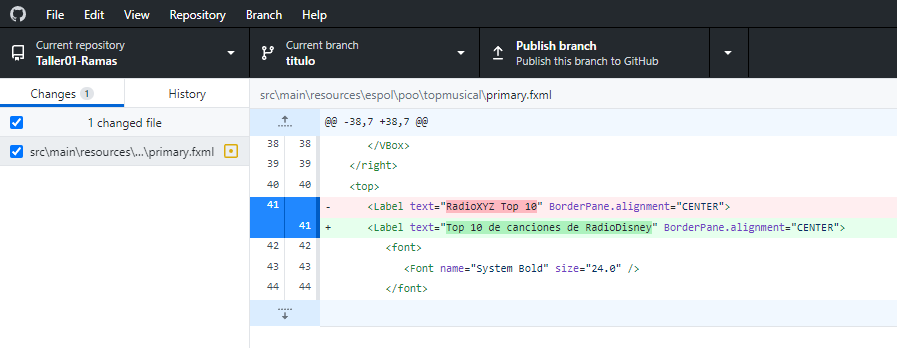 File Edit View Repository Branch Help
Current repository
Taller01-Ramas
Current branch
titulo
Publish branch
Publish this branch to GitHub
Changes 1
History
1 changed file
src\main\resources\...\primary.fxml
src\main\resources\espol\poo\topmusical\primary.fxml
@@ -38,7 +38,7 @@
38 38 </VBox>
39 39 </right>
40 40 <top>
41 - <Label text="RadioXYZ Top 10" BorderPane.alignment="CENTER">
41 + <Label text="Top 10 de canciones de RadioDisney" BorderPane.alignment="CENTER">
42 42 <font>
43 43 <Font name="System Bold" size="24.0" />
44 44 </font>